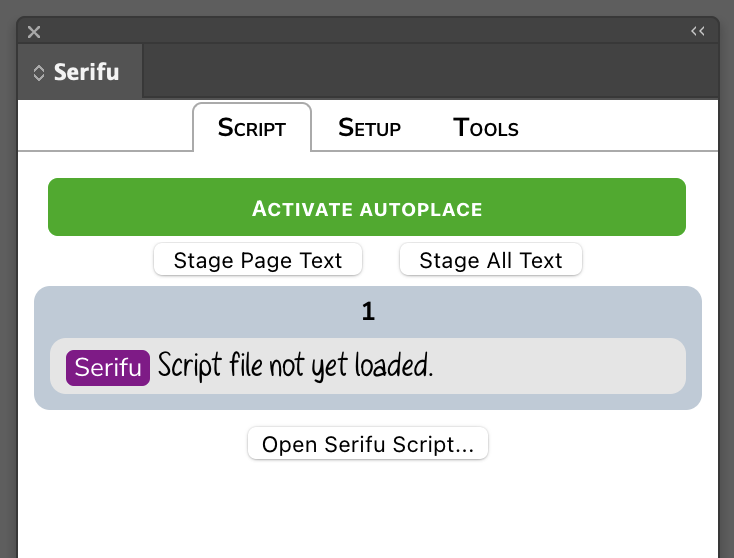 Serifu
Script Setup Tools
Activate autoplace
Stage Page Text Stage All Text
1
Serifu Script file not yet loaded.
Open Serifu Script...